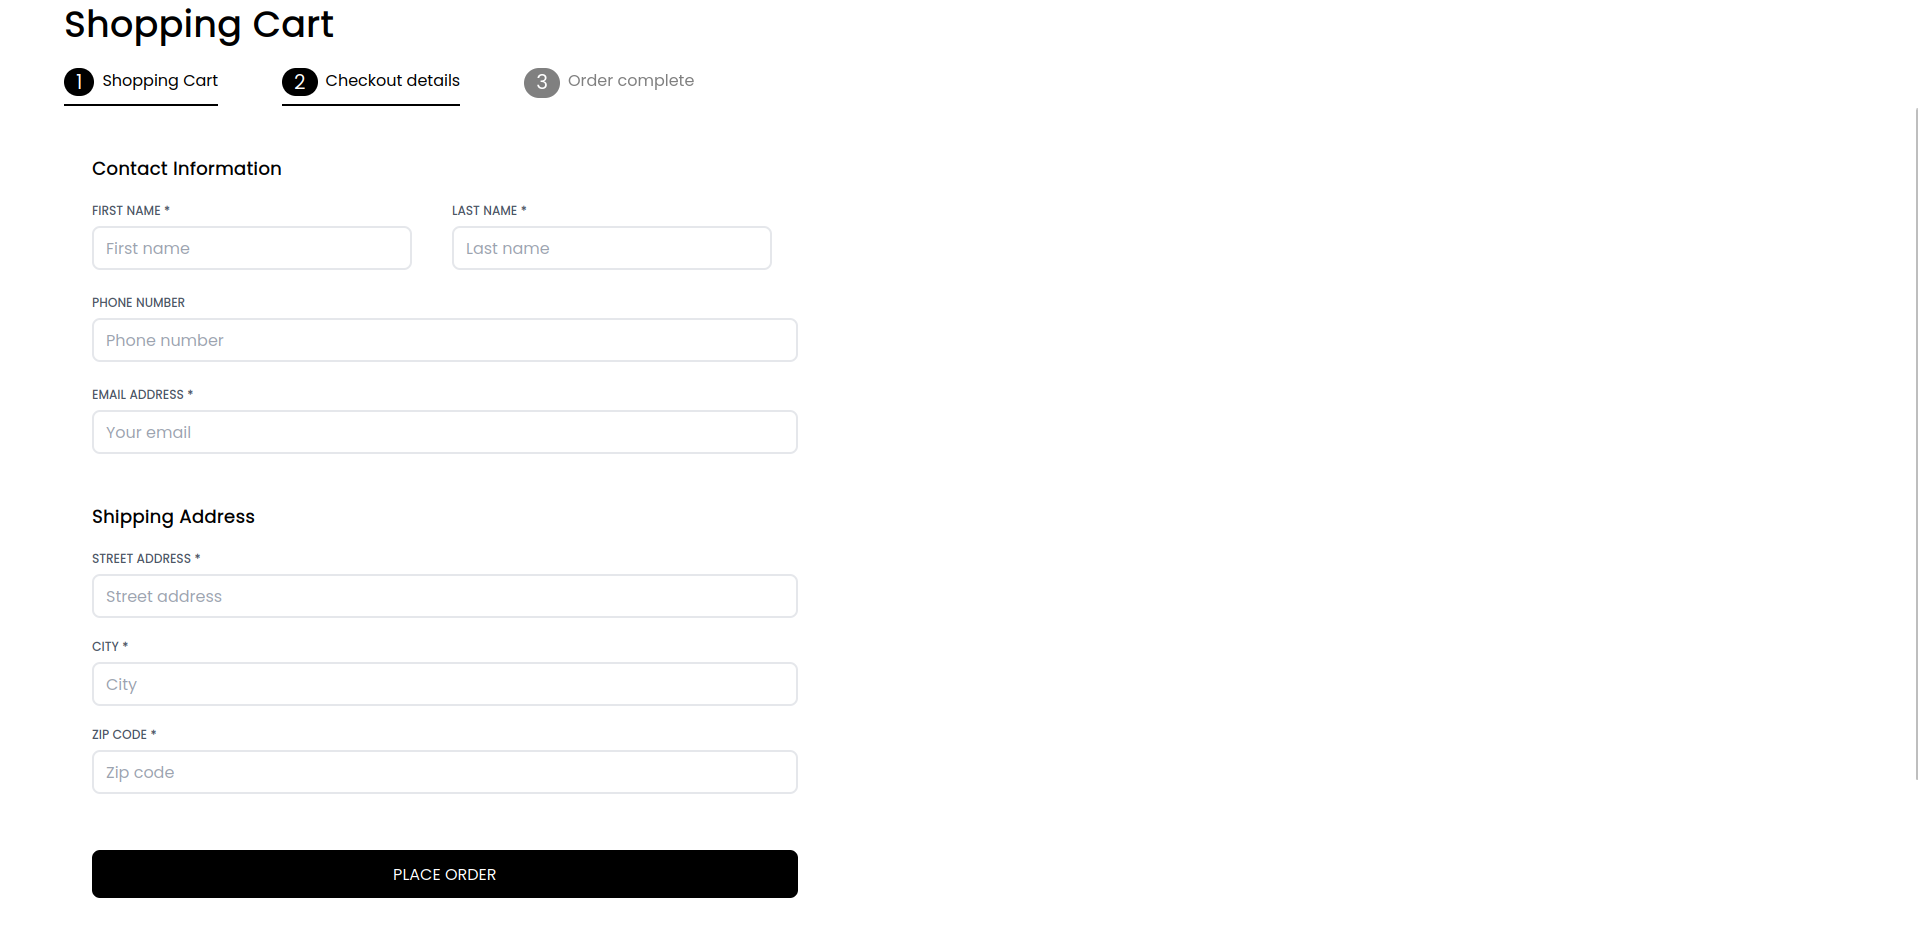 Shopping Cart
1 Shopping Cart 2 Checkout details 3 Order complete
Contact Information
FIRST NAME * LAST NAME *
First name Last name
PHONE NUMBER
Phone number
EMAIL ADDRESS *
Your email
Shipping Address
STREET ADDRESS *
Street address
CITY *
City
ZIP CODE *
Zip code
PLACE ORDER